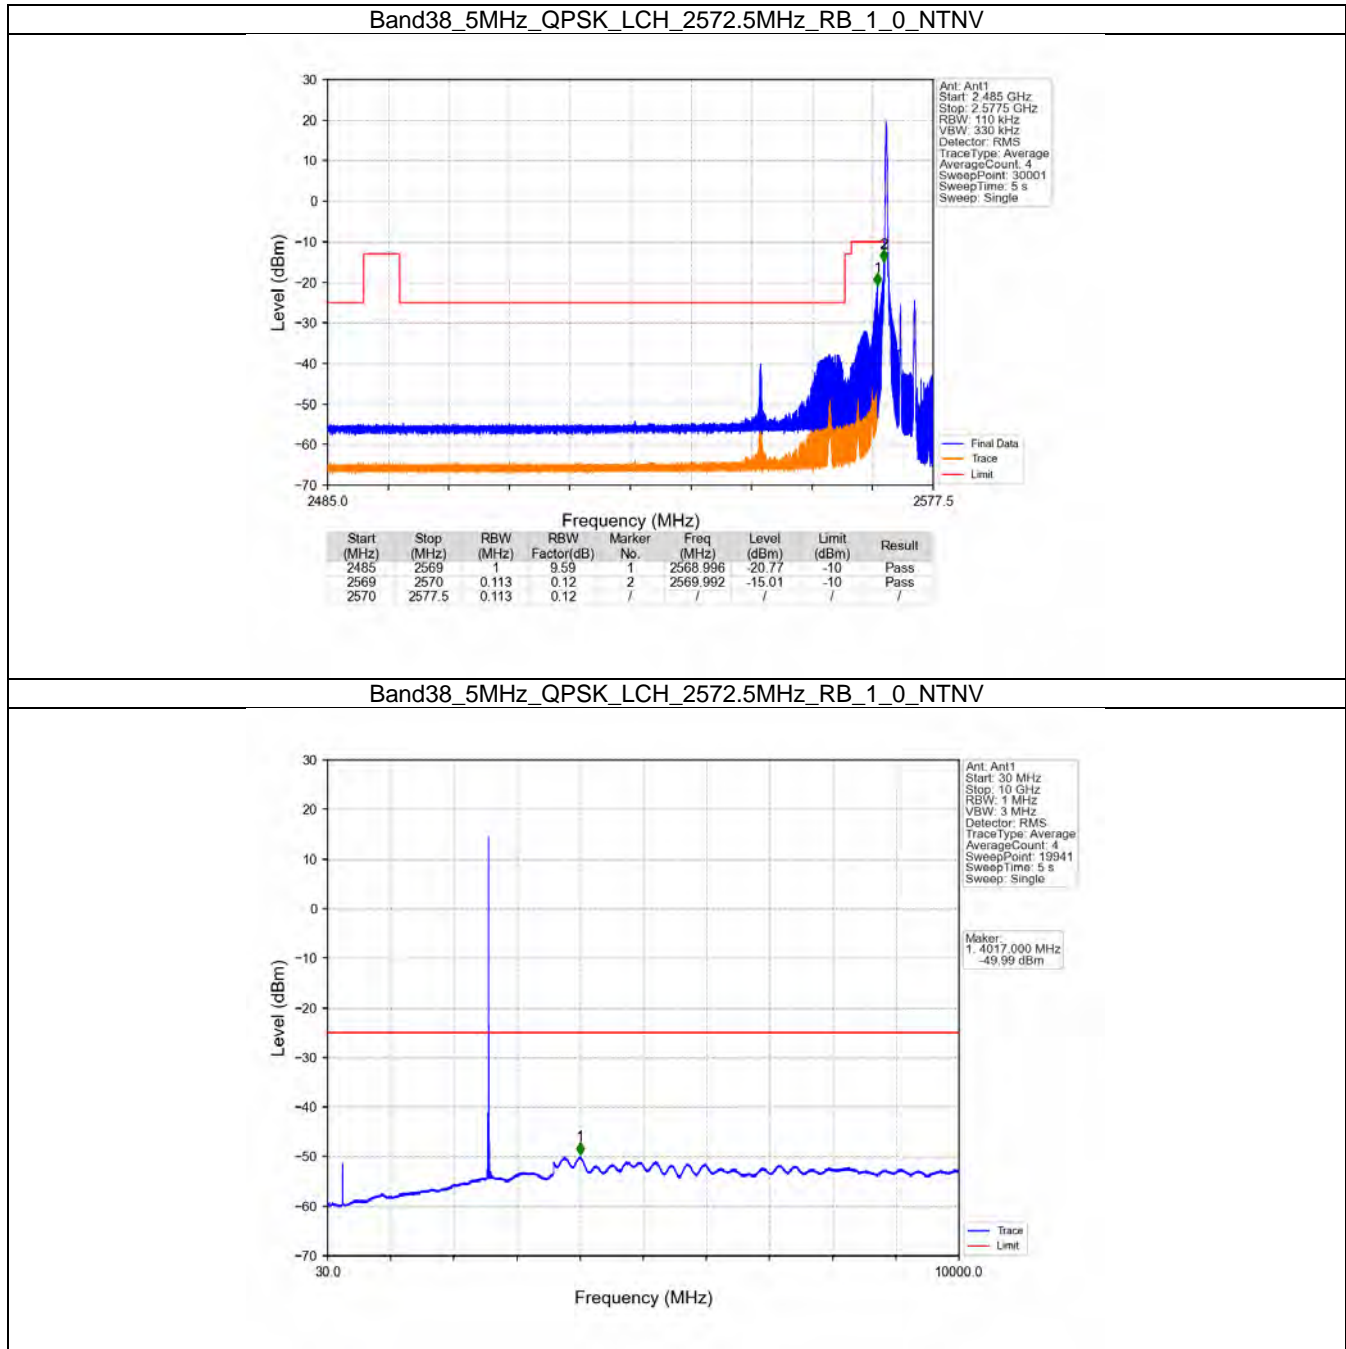 Band38_5MHz_QPSK_LCH_2572.5MHz_RB_1_0_NTNV
30
20
10
0
−10
−20
−30
−40
−50
−60
−70
Level (dBm)
1
2
2485.0
2577.5
Frequency (MHz)
Ant: Ant1
Start: 2.485 GHz
Stop: 2.5775 GHz
RBW: 110 kHz
VBW: 330 kHz
Detector: RMS
TraceType: Average
AverageCount: 4
SweepPoint: 30001
SweepTime: 5 s
Sweep: Single
Final Data
Trace
Limit
Start (MHz) Stop (MHz) RBW (MHz) RBW Factor(dB) Marker No. Freq (MHz) Level (dBm) Limit (dBm) Result
2485 2569 1 9.59 1 2568.996 -20.77 -10 Pass
2569 2570 0.113 0.12 2 2569.992 -15.01 -10 Pass
2570 2577.5 0.113 0.12 / / / / /
Band38_5MHz_QPSK_LCH_2572.5MHz_RB_1_0_NTNV
30
20
10
0
−10
−20
−30
−40
−50
−60
−70
Level (dBm)
1
30.0
10000.0
Frequency (MHz)
Ant: Ant1
Start: 30 MHz
Stop: 10 GHz
RBW: 1 MHz
VBW: 3 MHz
Detector: RMS
TraceType: Average
AverageCount: 4
SweepPoint: 19941
SweepTime: 5 s
Sweep: Single
Maker:
1. 4017.000 MHz
-49.99 dBm
Trace
Limit